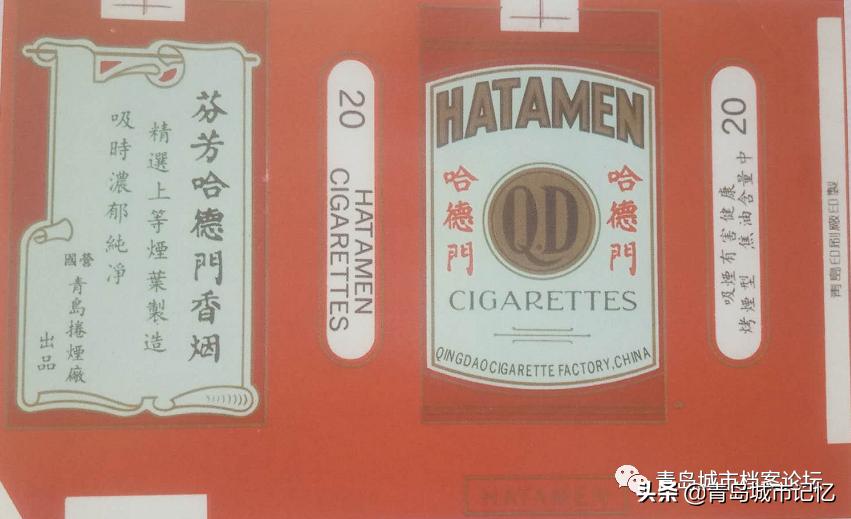 芬芳哈德門香烟
精選上等煙葉製造
吸時濃郁純净
國營
青島捲煙廠
出品
20
HATAMEN
CIGARETTES
HATAMEN
哈德門
哈德門
Q.D
CIGARETTES
QINGDAO CIGARETTE FACTORY, CHINA
20
吸煙有害健康
烤煙型 焦油含量中
青島印刷廠印製
HATAMEN
青岛城市档案论坛
头条 @青岛城市记忆